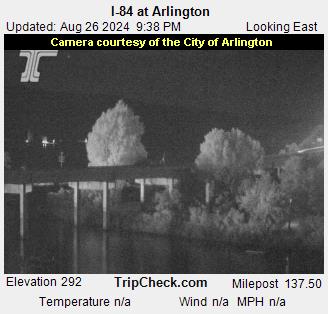 I-84 at Arlington
Updated: Aug 26 2024 9:38 PM Looking East
Camera courtesy of the City of Arlington
Elevation 292 TripCheck.com Milepost 137.50
Temperature n/a Wind n/a MPH n/a